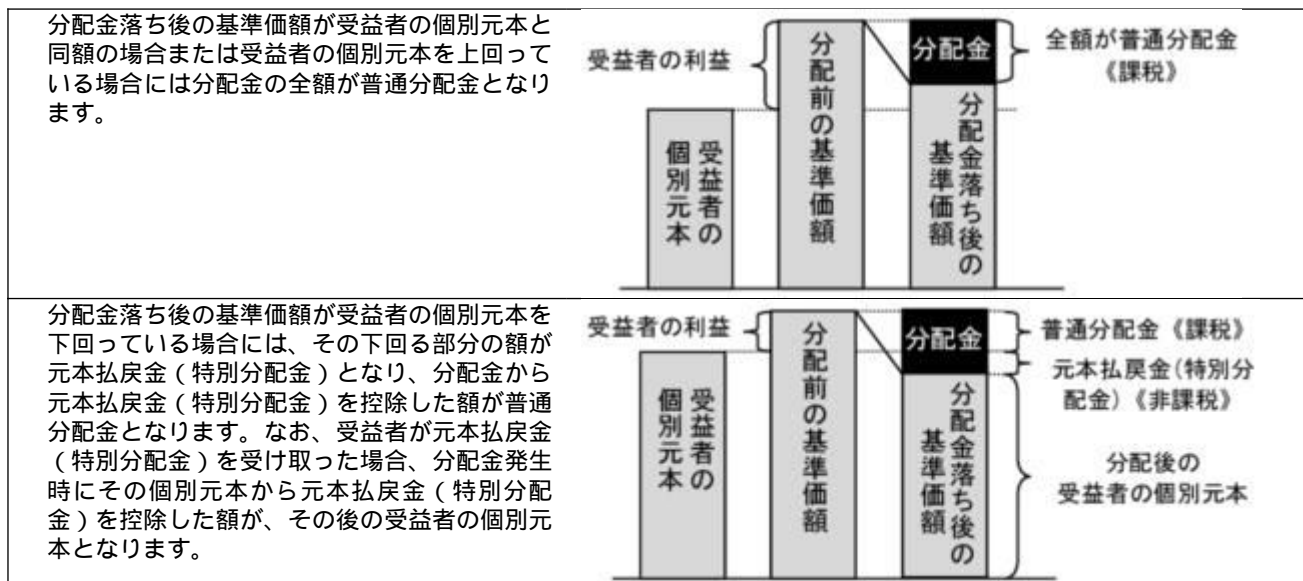 分配金落ち後の基準価額が受益者の個別元本と
同額の場合または受益者の個別元本を上回って
いる場合には分配金の全額が普通分配金となり
ます。
受益者の利益
受益者の
個別元本
分配前の基準価額
分配金
分配金落ち後の
基準価額
全額が普通分配金
《課税》
分配金落ち後の基準価額が受益者の個別元本を
下回っている場合には、その下回る部分の額が
元本払戻金(特別分配金)となり、分配金から
元本払戻金(特別分配金)を控除した額が普通
分配金となります。なお、受益者が元本払戻金
(特別分配金)を受け取った場合、分配金発生
時にその個別元本から元本払戻金(特別分配
金)を控除した額が、その後の受益者の個別元
本となります。
受益者の利益
受益者の
個別元本
分配前の基準価額
分配金
分配金落ち後の
基準価額
普通分配金《課税》
元本払戻金(特別分
配金)《非課税》
分配後の
受益者の個別元本